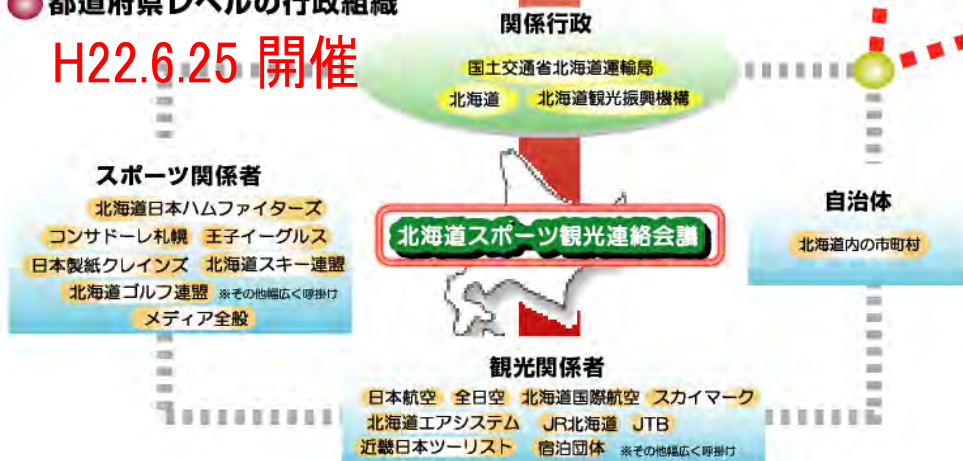 都道府県レベルの行政組織
H22.6.25 開催
関係行政
国土交通省北海道運輸局
北海道 北海道観光振興機構
スポーツ関係者
北海道日本ハムファイターズ
コンサドーレ札幌 王子イーグルス
日本製紙クレインズ 北海道スキー連盟
北海道ゴルフ連盟 ※その他幅広く呼掛け
メディア全般
北海道スポーツ観光連絡会議
自治体
北海道内の市町村
観光関係者
日本航空 全日空 北海道国際航空 スカイマーク
北海道エアシステム JR北海道 JTB
近畿日本ツーリスト 宿泊団体 ※その他幅広く呼掛け